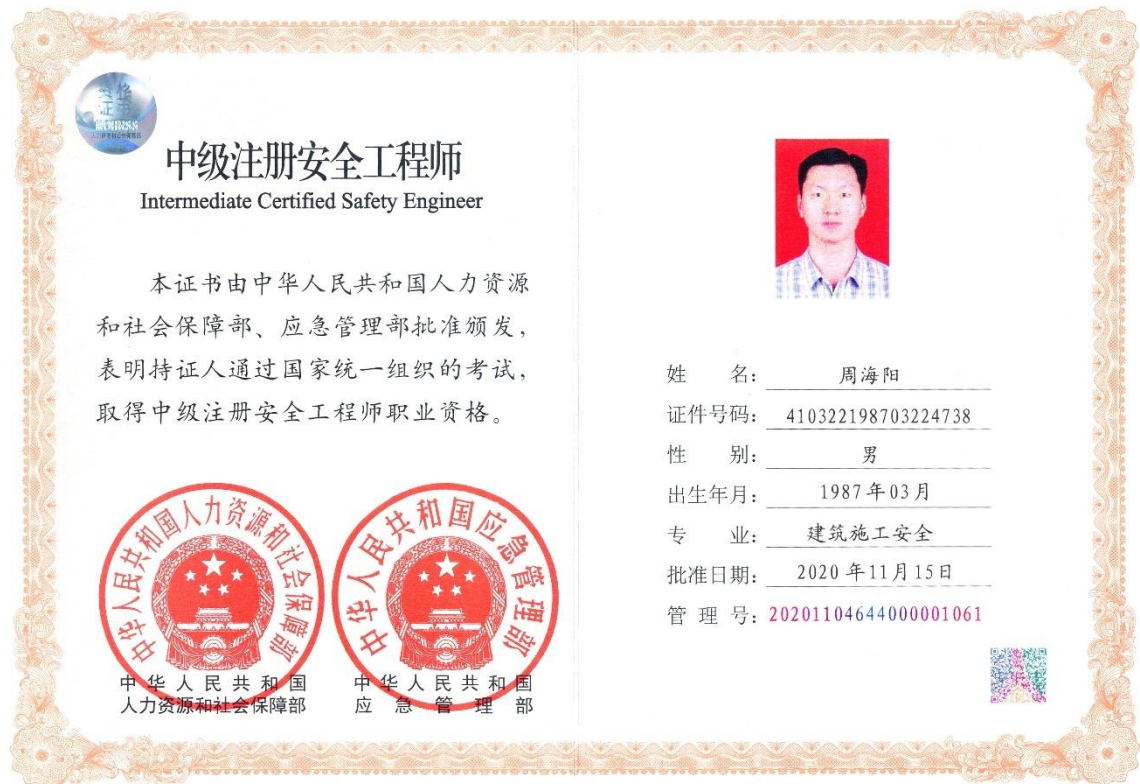 资格
证书
中级注册安全工程师
Intermediate Certified Safety Engineer
本证书由中华人民共和国人力资源
和社会保障部、应急管理部批准颁发，
表明持证人通过国家统一组织的考试，
取得中级注册安全工程师职业资格。
中华人民共和国人力资源和社会保障部
中华人民共和国应急管理部
中华人民共和国
人力资源和社会保障部
中华人民共和国
应急管理部
姓名：周海阳
证件号码：410322198703224738
性别：男
出生年月：1987年03月
专业：建筑施工安全
批准日期：2020年11月15日
管理号：20201104644000001061